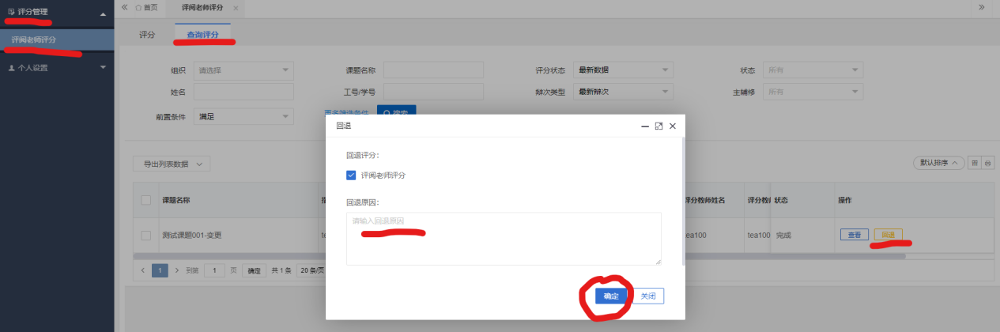 评分管理
评阅老师评分
个人设置
首页
评阅老师评分
评分
查询评分
组织
请选择
课题名称
评分状态
最新数据
状态
所有
姓名
工号/学号
辩次类型
最新辩次
主辅修
所有
前置条件
满足
更多筛选条件
搜索
导出列表数据
默认排序
课题名称
评分教师姓名
评分教
状态
操作
测试课题001-变更
tea100
tea100
完成
查看
回退
1
到第
1
页
确定
共 1 条
20 条/页
回退
回退评分:
评阅老师评分
回退原因:
请输入回退原因
确定
关闭